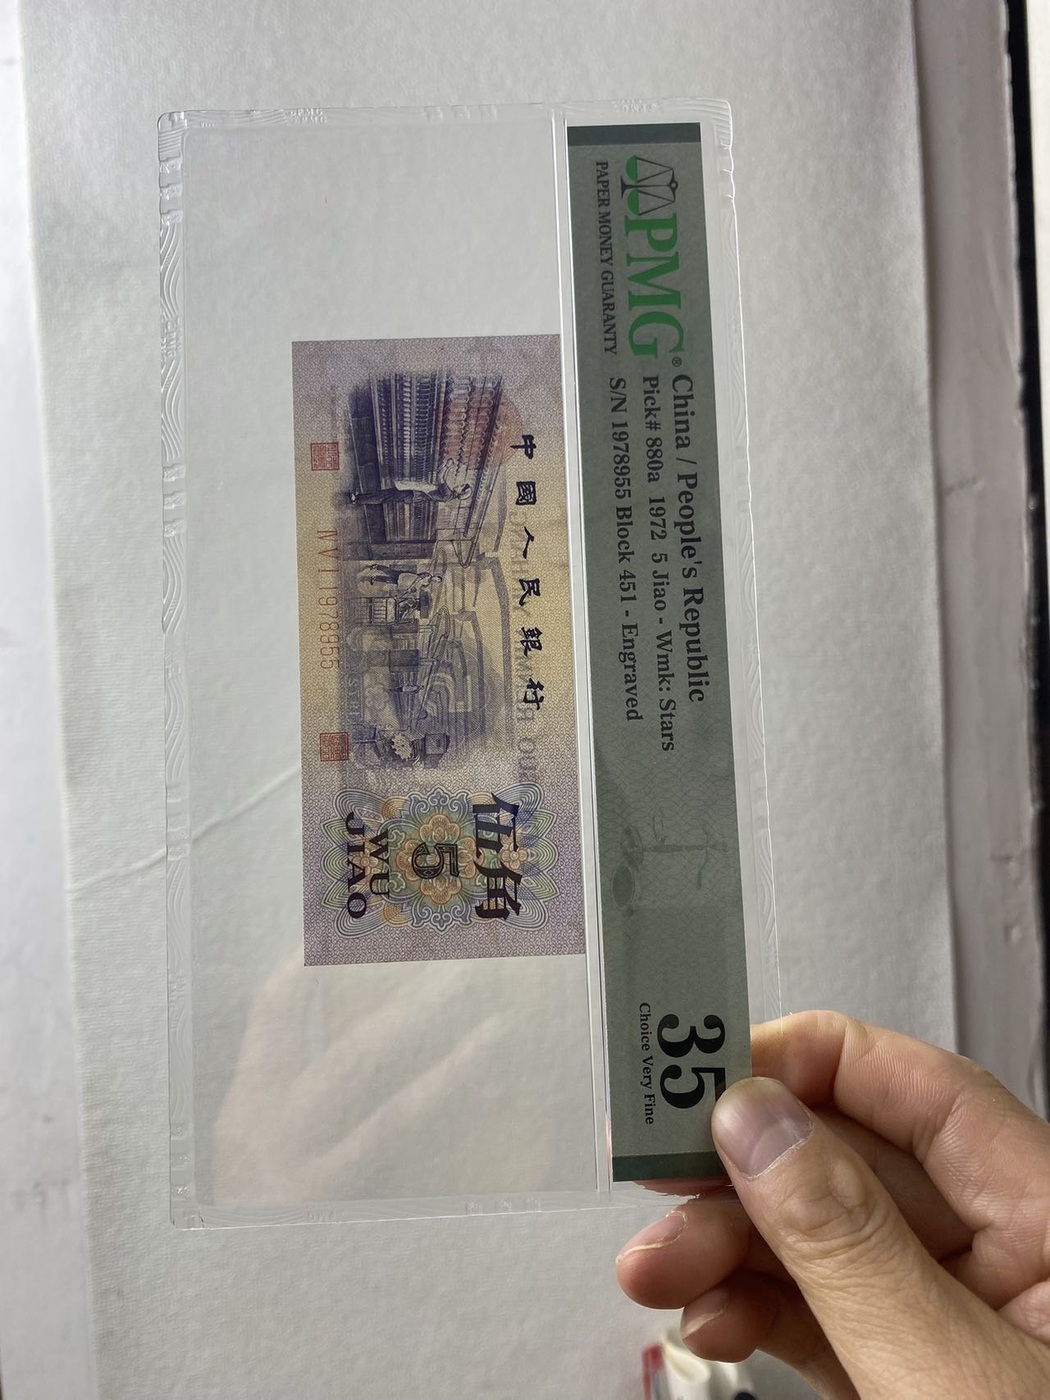 PMG®
PAPER MONEY GUARANTY
China / People's Republic
Pick# 880a 1972 5 Jiao - Wmk: Stars
S/N 1978955 Block 451 - Engraved
35
Choice Very Fine
中國人民銀行
伍角
5
WU
JIAO
1978955